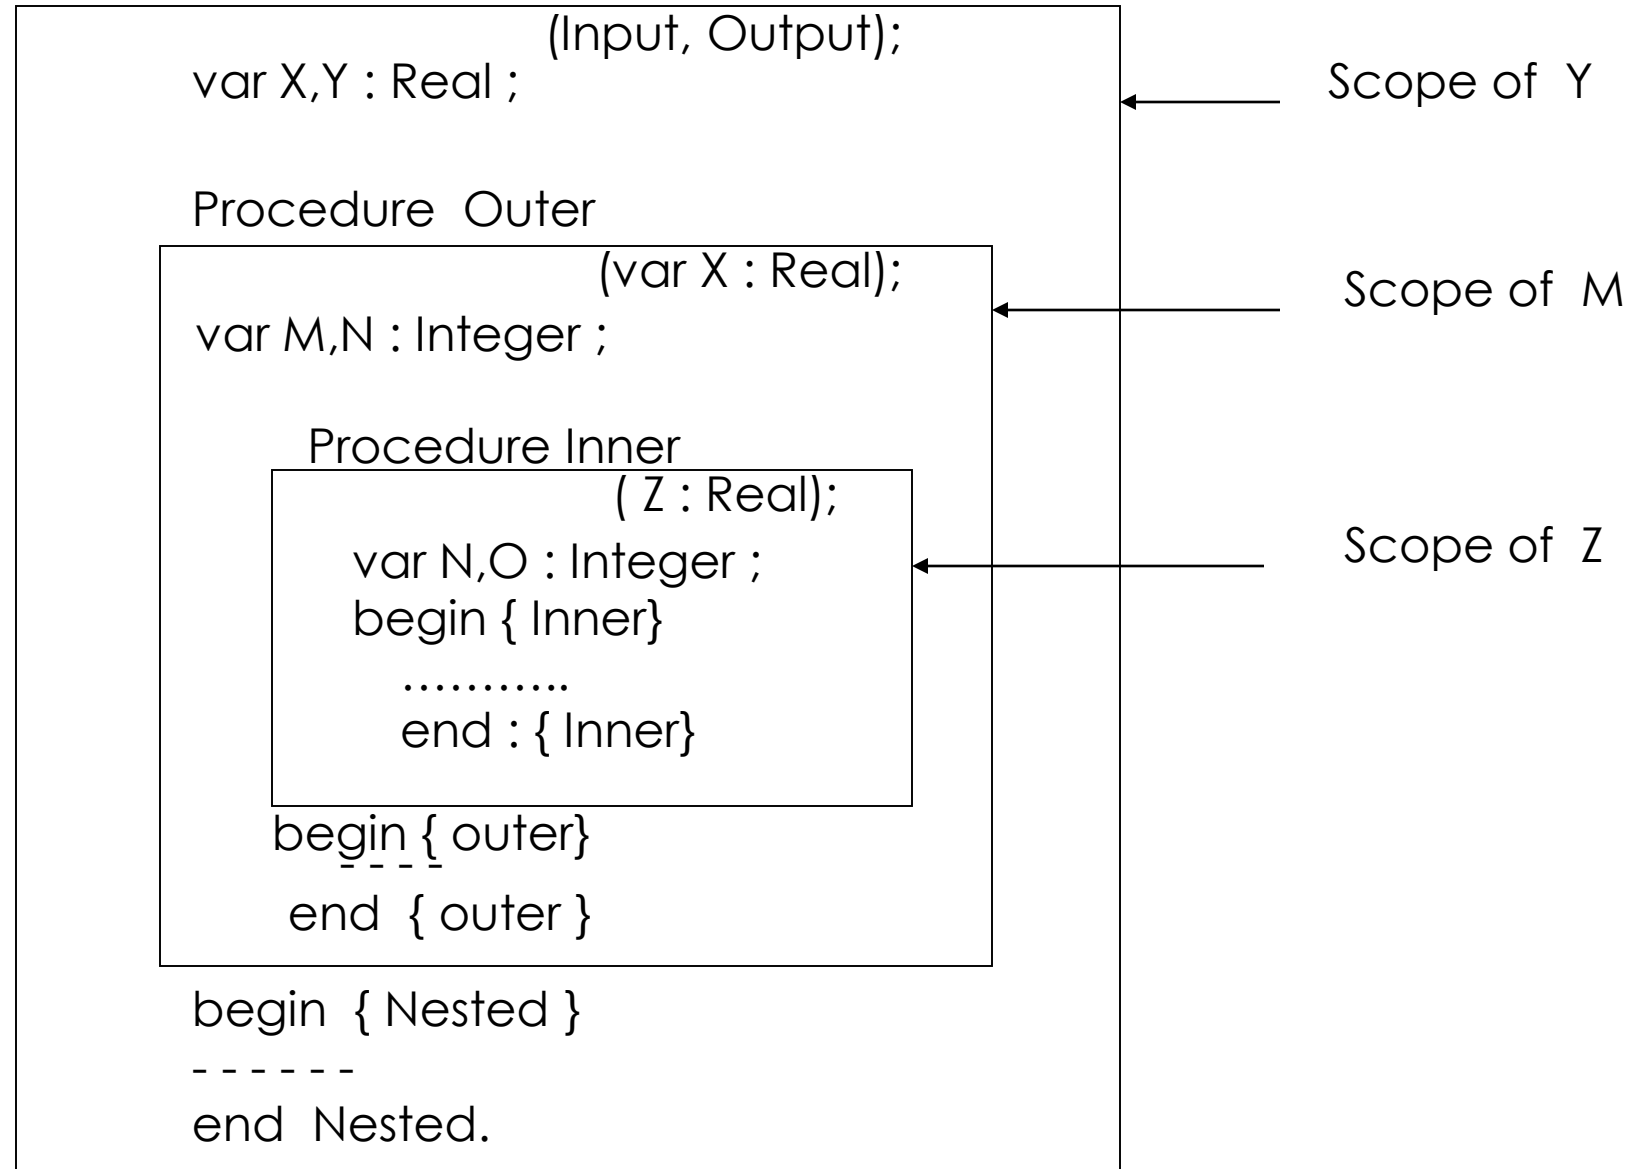 (Input, Output);
var X,Y : Real ;
Scope of Y
Procedure Outer
(var X : Real);
Scope of M
var M,N : Integer ;
Procedure Inner
( Z : Real);
var N,O : Integer ;
Scope of Z
begin { Inner}
...........
end : { Inner}
begin { outer}
- - - -
end { outer }
begin { Nested }
- - - - - -
end Nested.